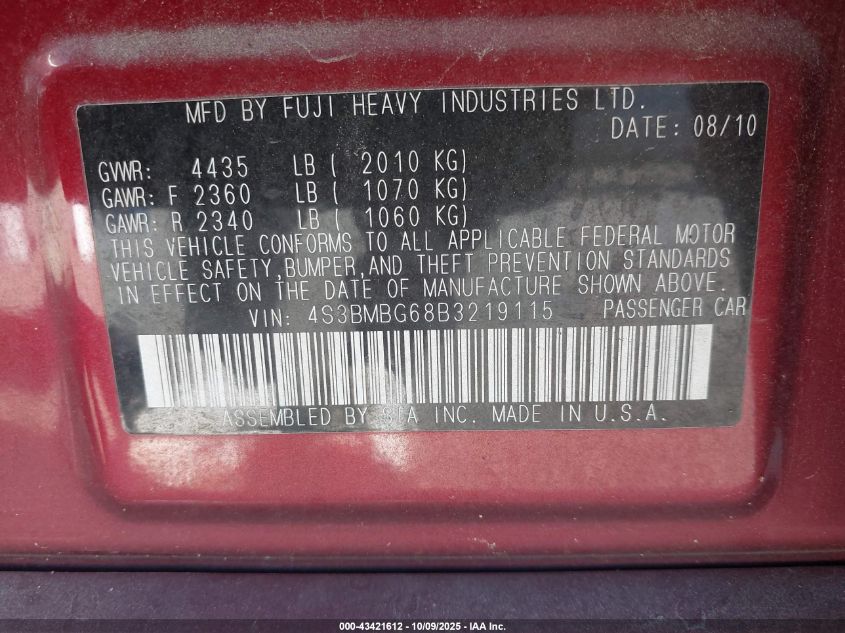 MFD BY FUJI HEAVY INDUSTRIES LTD.
DATE: 08/10
GVWR: 4435 LB ( 2010 KG)
GAWR: F 2360 LB ( 1070 KG)
GAWR: R 2340 LB ( 1060 KG)
THIS VEHICLE CONFORMS TO ALL APPLICABLE FEDERAL MOTOR
VEHICLE SAFETY,BUMPER,AND THEFT PREVENTION STANDARDS
IN EFFECT ON THE DATE OF MANUFACTURE SHOWN ABOVE.
VIN: 4S3BMBG68B3219115 PASSENGER CAR
ASSEMBLED BY SIA INC. MADE IN U.S.A.
000-43421612 - 10/09/2025 - IAA Inc.